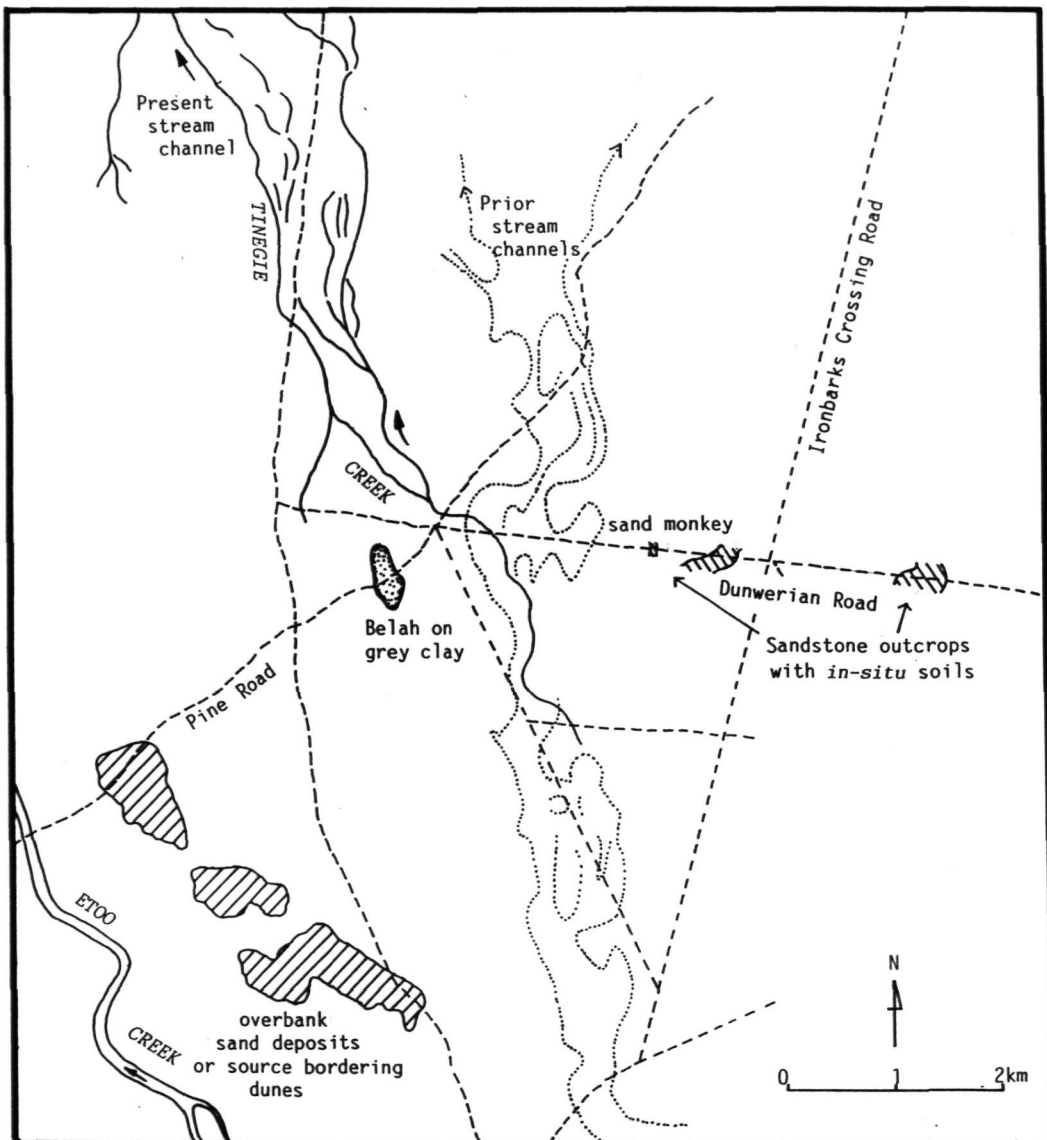 Present
stream
channel
TINEGIE
CREEK
Prior
stream
channels
Ironbarks Crossing Road
sand monkey
Dunwerian Road
Sandstone outcrops
with in-situ soils
Belah on
grey clay
Pine Road
ETOO
CREEK
overbank
sand deposits
or source bordering
dunes
N
0 1 2km